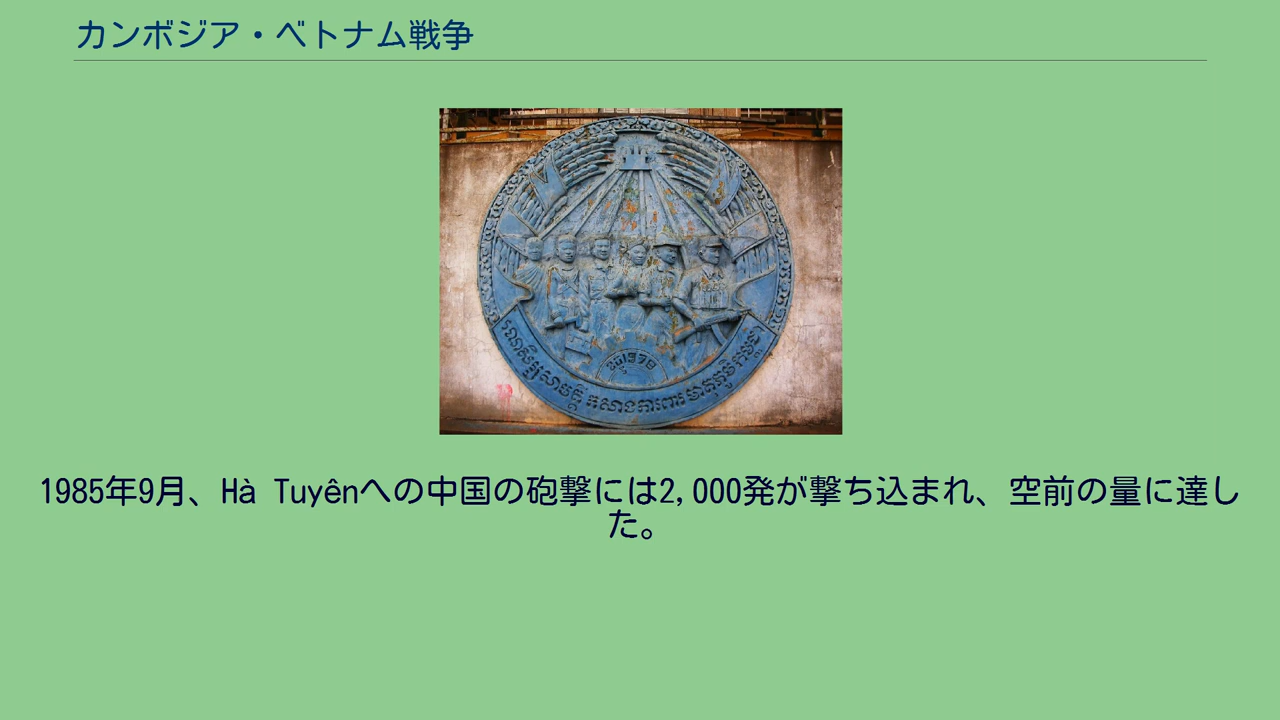 カンボジア・ベトナム戦争
1985年9月、Hà Tuyênへの中国の砲撃には2,000発が撃ち込まれ、空前の量に達し
た。